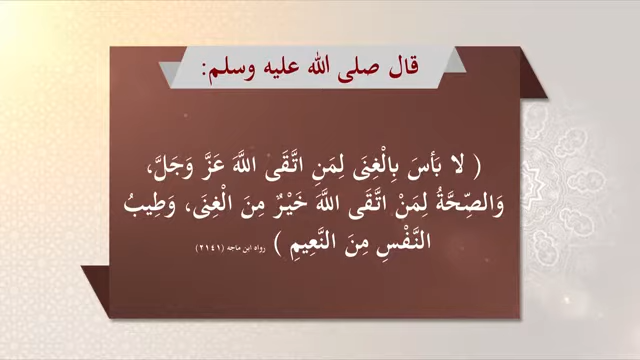 قال صلى الله عليه وسلم:
( لا بَأْسَ بِالْغِنَى لِمَنِ اتَّقَى اللَّهَ عَزَّ وَجَلَّ،
وَالصِّحَّةُ لِمَنْ اتَّقَى اللَّهَ خَيْرٌ مِنَ الْغِنَى، وَطِيبُ
النَّفْسِ مِنَ النَّعِيمِ ) رواه ابن ماجه (٢١٤١)